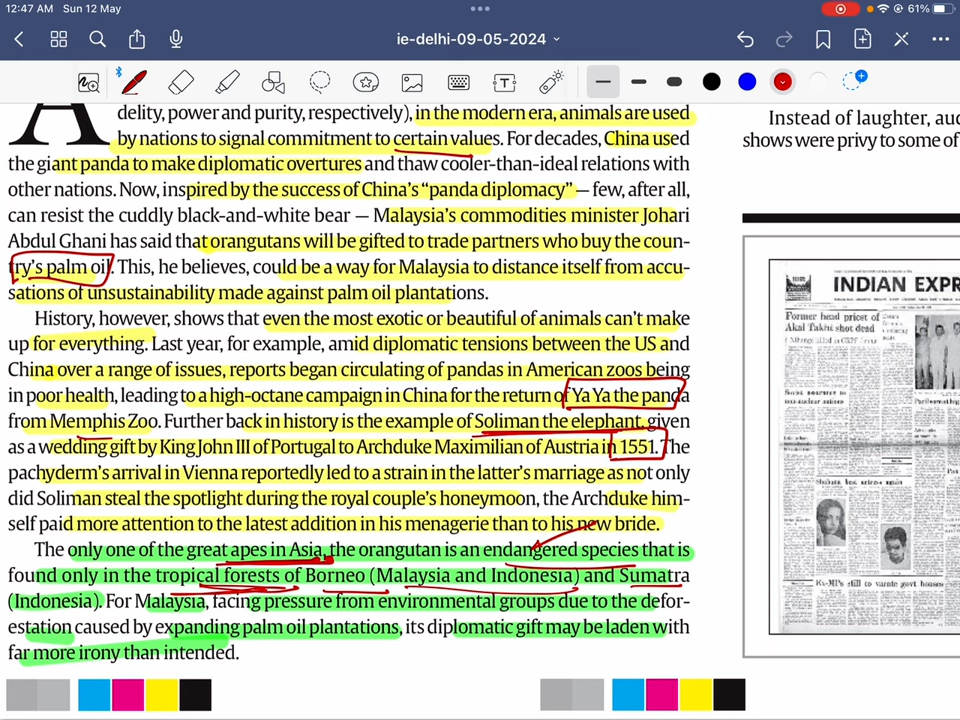 12:47 AM Sun 12 May
61%
ie-delhi-09-05-2024
A
delity, power and purity, respectively), in the modern era, animals are used
by nations to signal commitment to certain values. For decades, China used
the giant panda to make diplomatic overtures and thaw cooler-than-ideal relations with
other nations. Now, inspired by the success of China's “panda diplomacy” — few, after all,
can resist the cuddly black-and-white bear — Malaysia's commodities minister Johari
Abdul Ghani has said that orangutans will be gifted to trade partners who buy the coun-
try's palm oil. This, he believes, could be a way for Malaysia to distance itself from accu-
sations of unsustainability made against palm oil plantations.
History, however, shows that even the most exotic or beautiful of animals can't make
up for everything. Last year, for example, amid diplomatic tensions between the US and
China over a range of issues, reports began circulating of pandas in American zoos being
in poor health, leading to a high-octane campaign in China for the return of Ya Ya the panda
from Memphis Zoo. Further back in history is the example of Soliman the elephant, given
as a wedding gift by King John III of Portugal to Archduke Maximilian of Austria in 1551. The
pachyderm's arrival in Vienna reportedly led to a strain in the latter's marriage as not only
did Soliman steal the spotlight during the royal couple's honeymoon, the Archduke him-
self paid more attention to the latest addition in his menagerie than to his new bride.
The only one of the great apes in Asia, the orangutan is an endangered species that is
found only in the tropical forests of Borneo (Malaysia and Indonesia) and Sumatra
(Indonesia). For Malaysia, facing pressure from environmental groups due to the defor-
estation caused by expanding palm oil plantations, its diplomatic gift may be laden with
far more irony than intended.
Instead of laughter, aud
shows were privy to some of
INDIAN EXPR
Former head priest of
Akal Takht shot dead